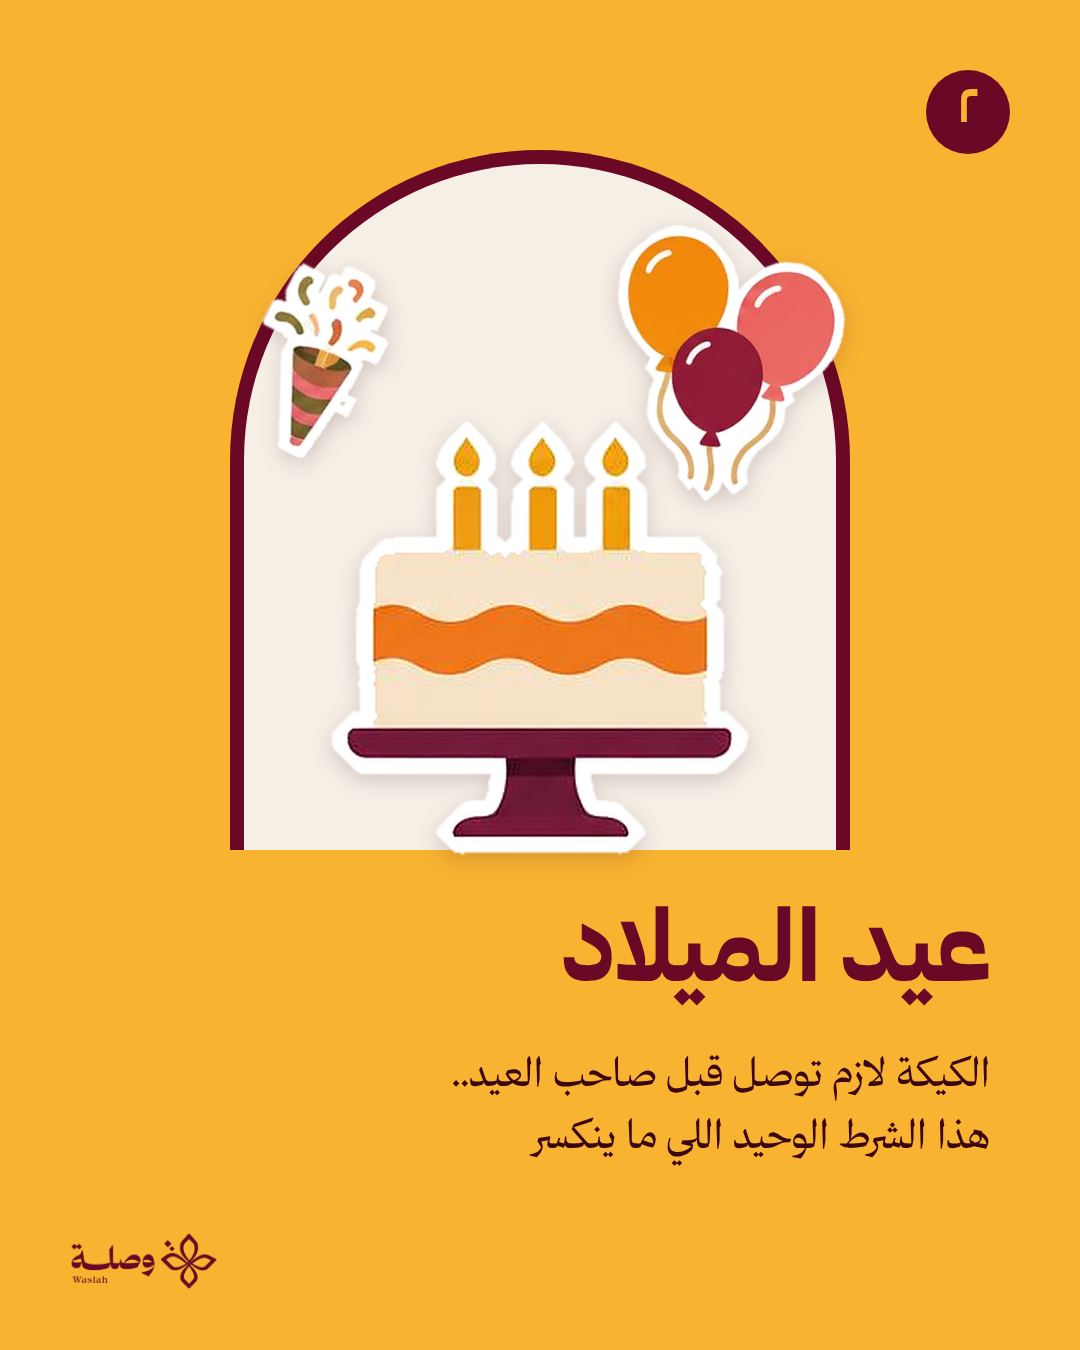 ٢
عيد الميلاد
الكيكة لازم توصل قبل صاحب العيد..
هذا الشرط الوحيد اللي ما ينكسر
وصلة
Waslah